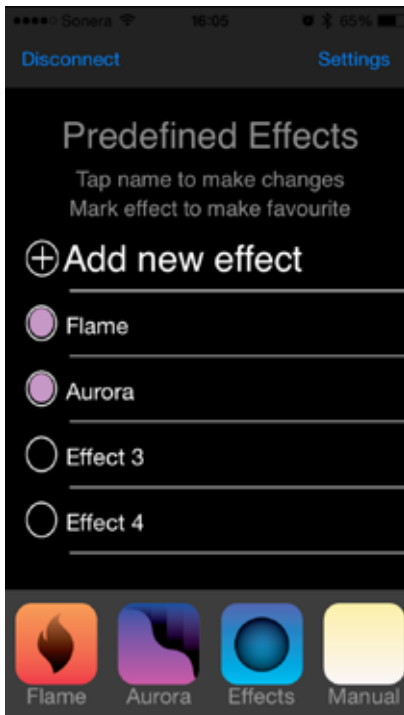 Sonera 16:05 65%
Disconnect Settings
Predefined Effects
Tap name to make changes
Mark effect to make favourite
Add new effect
Flame
Aurora
Effect 3
Effect 4
Flame Aurora Effects Manual